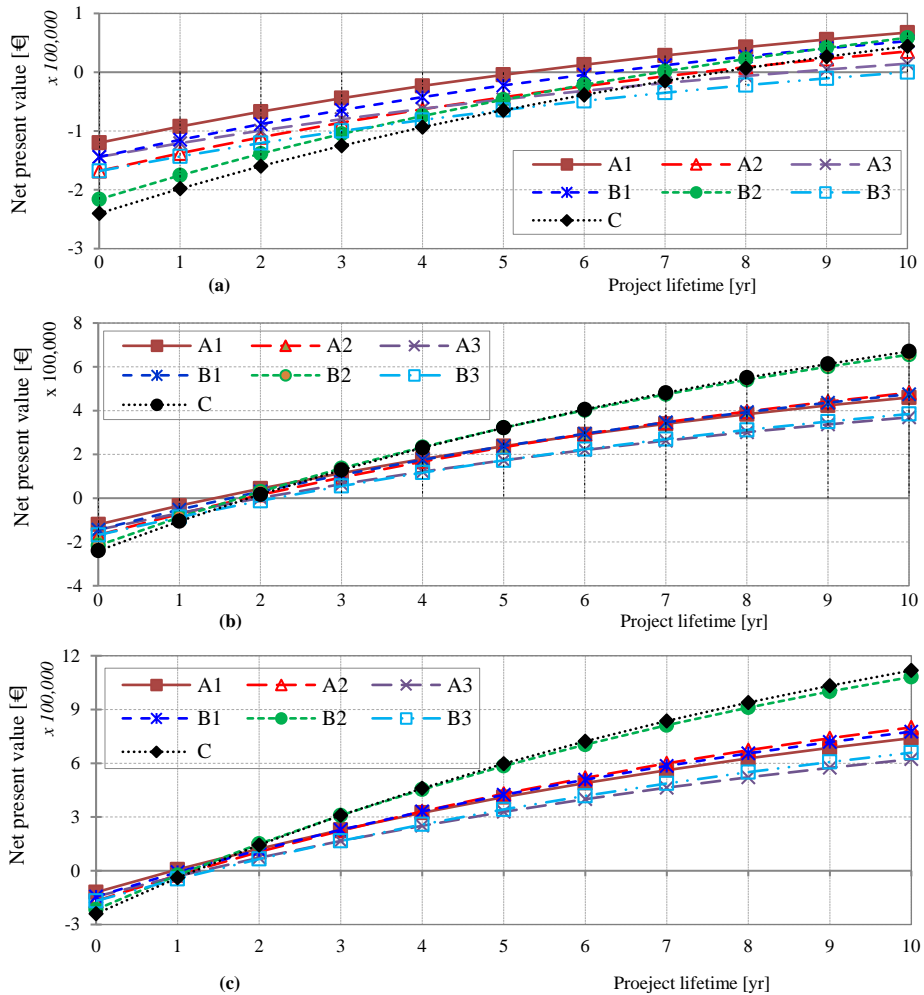 Net present value [€]
x 100,000
1
0
-1
-2
-3
A1 A2 A3
B1 B2 B3
C
0 1 2 3 4 5 6 7 8 9 10
(a) Project lifetime [yr]
Net present value [€]
x 100,000
8
6
4
2
0
-2
-4
A1 A2 A3
B1 B2 B3
C
0 1 2 3 4 5 6 7 8 9 10
(b) Project lifetime [yr]
Net present value [€]
x 100,000
12
9
6
3
0
-3
A1 A2 A3
B1 B2 B3
C
0 1 2 3 4 5 6 7 8 9 10
(c) Proeject lifetime [yr]